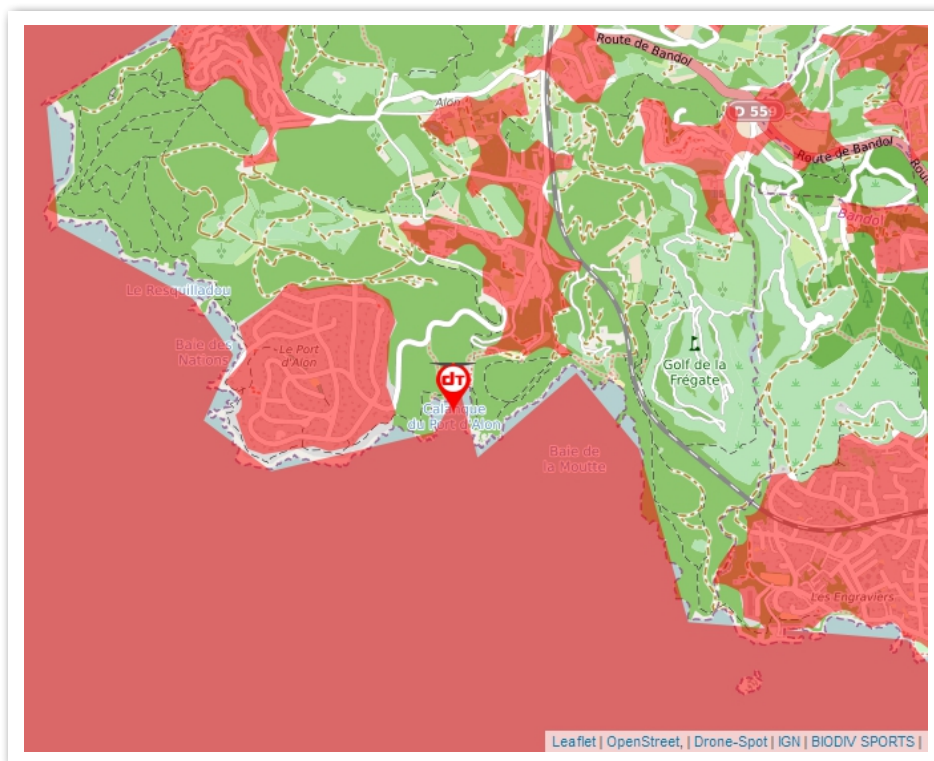 Route de Bandol
Alon
D 559
Route de Bandol
Bandol
Le Resquilladou
Baie des
Nations
Le Port
d'Alon
Golf de la
Frégate
dT
Calanque
du Port d'Alon
Baie de
la Moutte
Les Engraviers
Leaflet | OpenStreet, | Drone-Spot | IGN | BIODIV SPORTS |